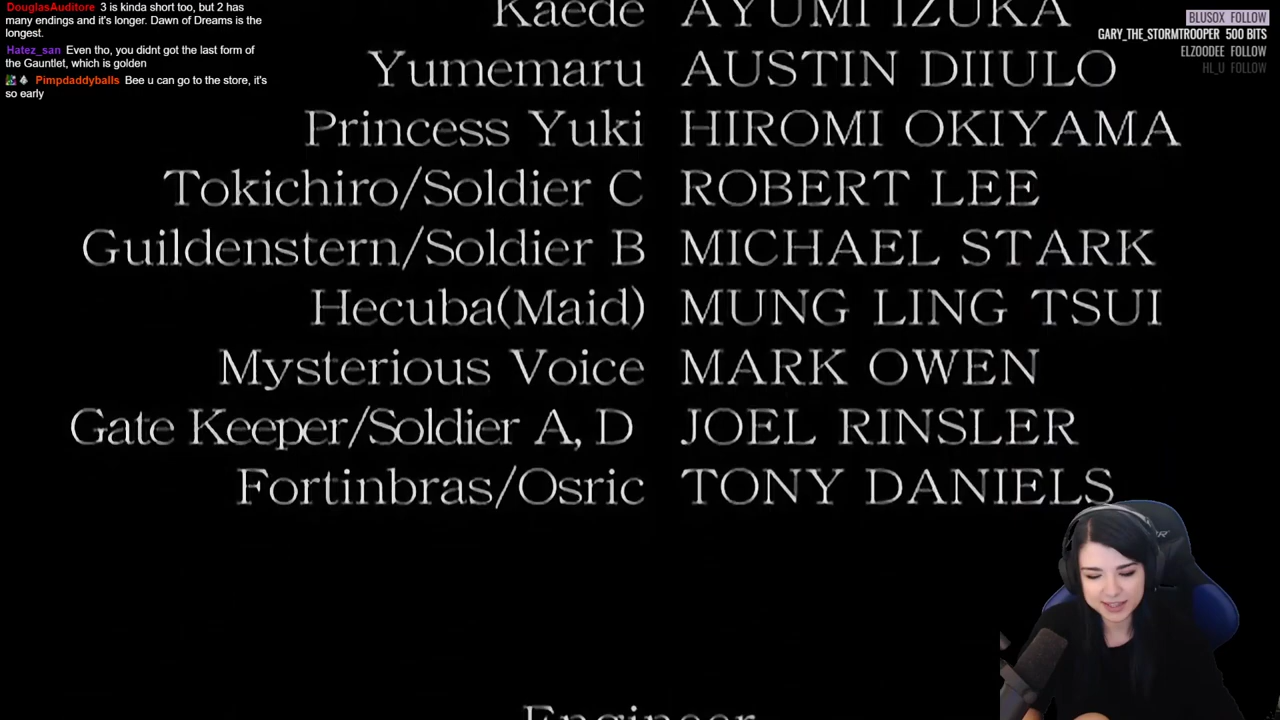 DouglasAuditore 3 is kinda short too, but 2 has
many endings and it's longer. Dawn of Dreams is the
longest.
Hatez_san Even tho, you didnt got the last form of
the Gauntlet, which is golden
Pimpdaddyballs Bee u can go to the store, it's
so early
BLUSOX FOLLOW
GARY_THE_STORMTROOPER 500 BITS
ELZOODEE FOLLOW
HL_U FOLLOW
Kaede AYUMI IZUKA
Yumemaru AUSTIN DIIULO
Princess Yuki HIROMI OKIYAMA
Tokichiro/Soldier C ROBERT LEE
Guildenstern/Soldier B MICHAEL STARK
Hecuba(Maid) MUNG LING TSUI
Mysterious Voice MARK OWEN
Gate Keeper/Soldier A, D JOEL RINSLER
Fortinbras/Osric TONY DANIELS
Engineer